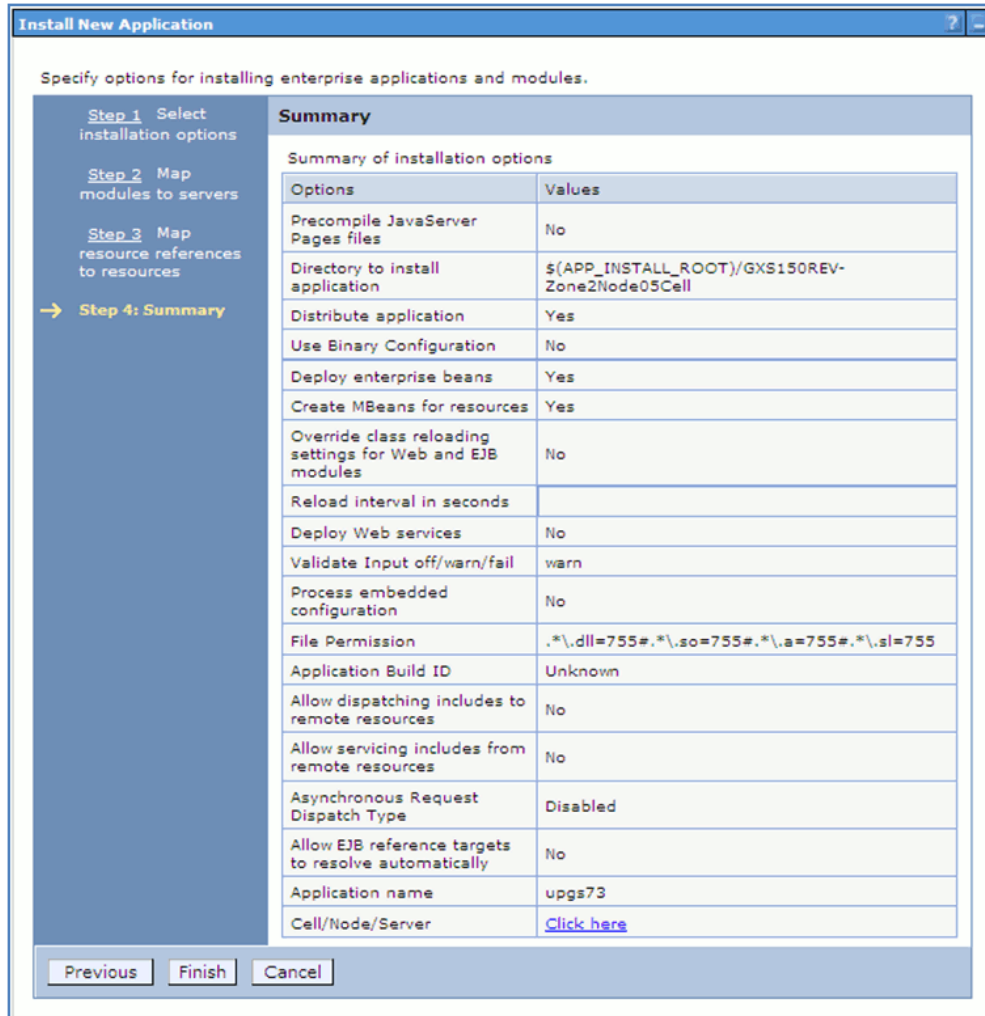 Install New Application
?
Specify options for installing enterprise applications and modules.
Step 1 Select
installation options
Step 2 Map
modules to servers
Step 3 Map
resource references
to resources
Step 4: Summary
Summary
Summary of installation options
Options Values
Precompile JavaServer
Pages files
No
Directory to install
application
$(APP_INSTALL_ROOT)/GXS150REV-
Zone2Node05Cell
Distribute application Yes
Use Binary Configuration No
Deploy enterprise beans Yes
Create MBeans for resources Yes
Override class reloading
settings for Web and EJB
modules
No
Reload interval in seconds
Deploy Web services No
Validate Input off/warn/fail warn
Process embedded
configuration
No
File Permission .*\.dll=755#.*\.so=755#.*\.a=755#.*\.sl=755
Application Build ID Unknown
Allow dispatching includes to
remote resources
No
Allow servicing includes from
remote resources
No
Asynchronous Request
Dispatch Type
Disabled
Allow EJB reference targets
to resolve automatically
No
Application name upgs73
Cell/Node/Server Click here
Previous Finish Cancel